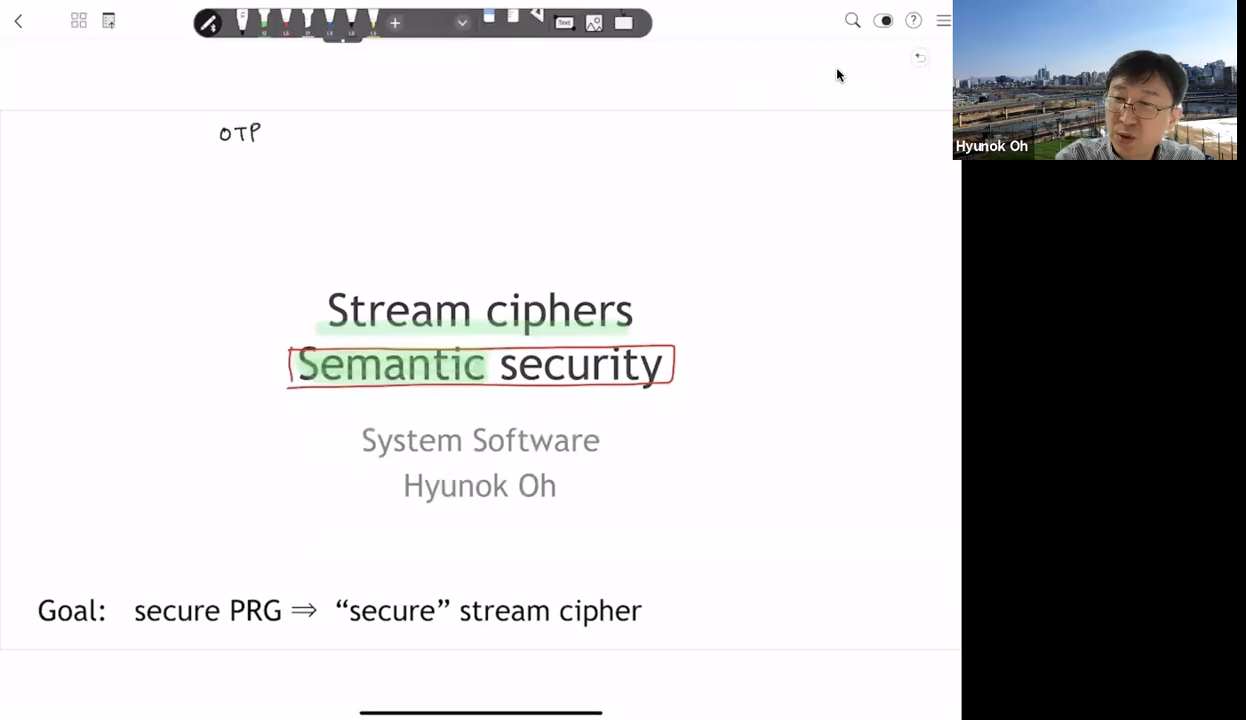 Text
Hyunok Oh
OTP
Stream ciphers
Semantic security
System Software
Hyunok Oh
Goal: secure PRG ⇒ “secure” stream cipher